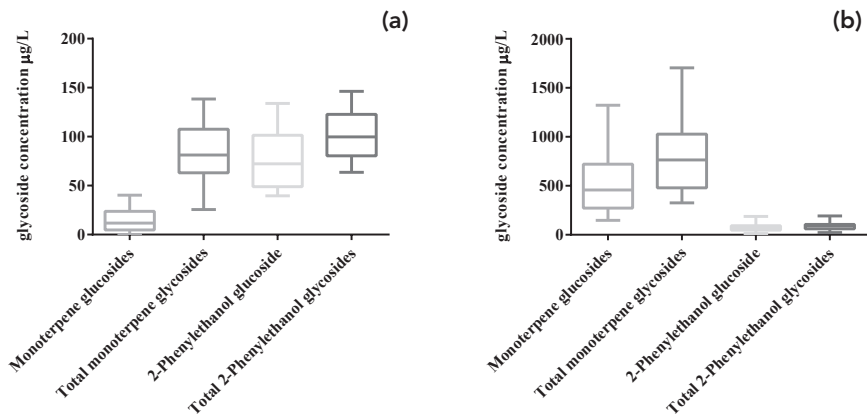 (a)
glycoside concentration µg/L
200
150
100
50
0
Monoterpene glucosides
Total monoterpene glycosides
2-Phenylethanol glucoside
Total 2-Phenylethanol glycosides
(b)
glycoside concentration µg/L
2000
1500
1000
500
0
Monoterpene glucosides
Total monoterpene glycosides
2-Phenylethanol glucoside
Total 2-Phenylethanol glycosides